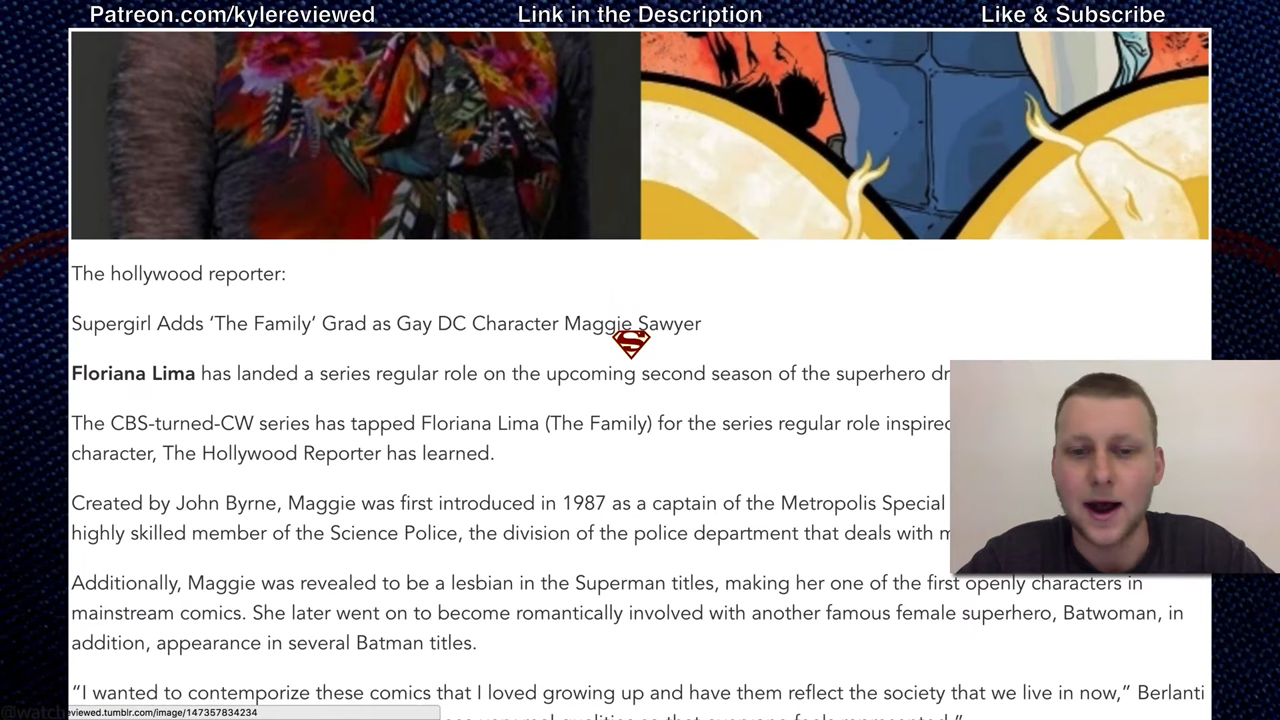 Patreon.com/kylereviewed Link in the Description Like & Subscribe
The hollywood reporter:
Supergirl Adds ‘The Family’ Grad as Gay DC Character Maggie Sawyer
S
Floriana Lima has landed a series regular role on the upcoming second season of the superhero
The CBS-turned-CW series has tapped Floriana Lima (The Family) for the series regular role
character, The Hollywood Reporter has learned.
Created by John Byrne, Maggie was first introduced in 1987 as a captain of the Metropolis Special
highly skilled member of the Science Police, the division of the police department that deals with
Additionally, Maggie was revealed to be a lesbian in the Superman titles, making her one of the first openly characters in
mainstream comics. She later went on to become romantically involved with another famous female superhero, Batwoman, in
addition, appearance in several Batman titles.
“I wanted to contemporize these comics that I loved growing up and have them reflect the society that we live in now,” Berlanti
eviewed.tumblr.com/image/147357834234